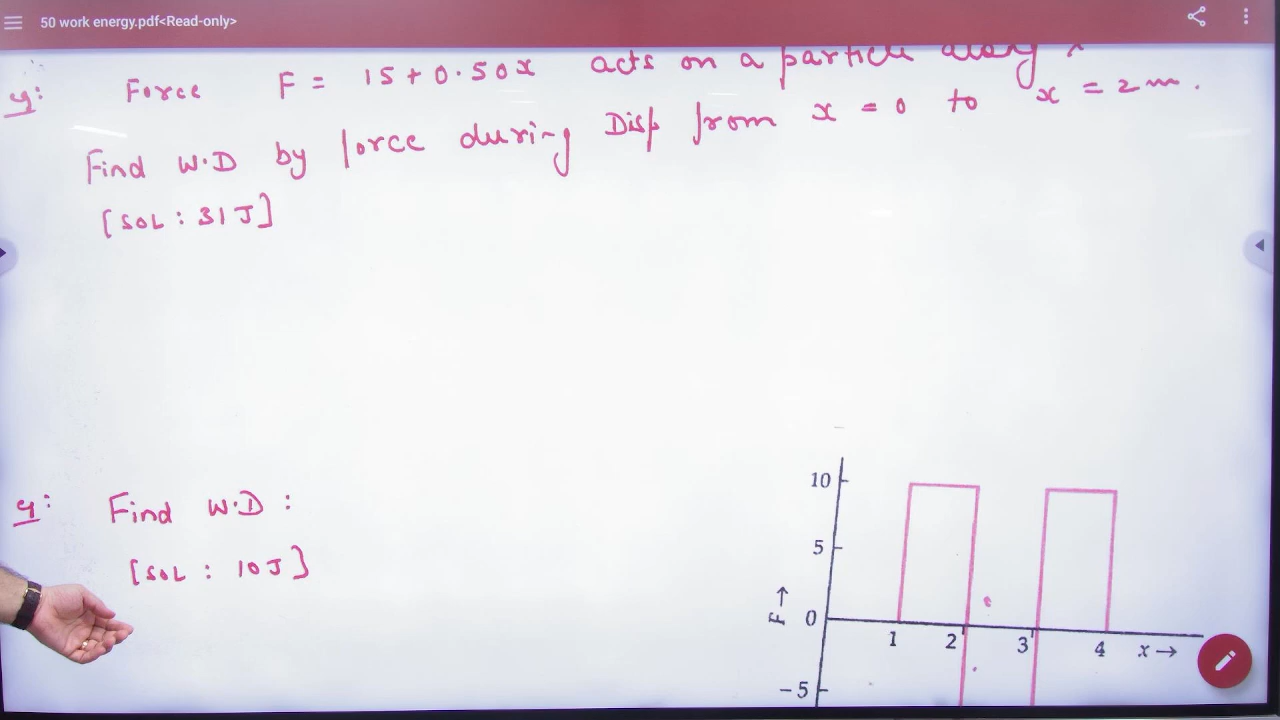 50 work energy.pdf<Read-only>
q: Force F = 15 + 0.50x acts on a particle along x
Find W.D by force during Disp from x = 0 to x = 2m.
[SOL : 31 J]
q: Find W.D :
[SOL : 10 J]
10
5
F→ 0
1 2 3 4 x→
-5